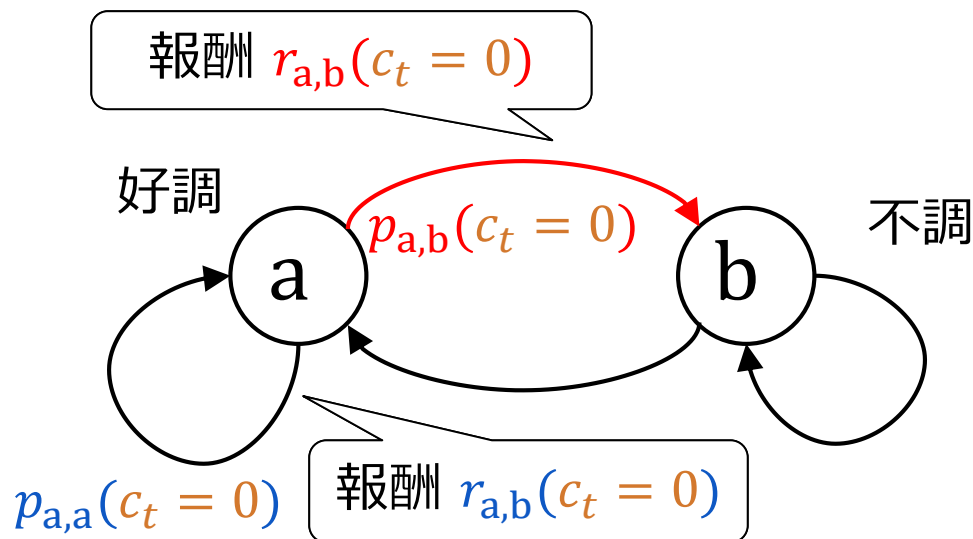 報酬 r_{a,b}(c_t = 0)
好調
p_{a,b}(c_t = 0)
不調
a
b
報酬 r_{a,b}(c_t = 0)
p_{a,a}(c_t = 0)